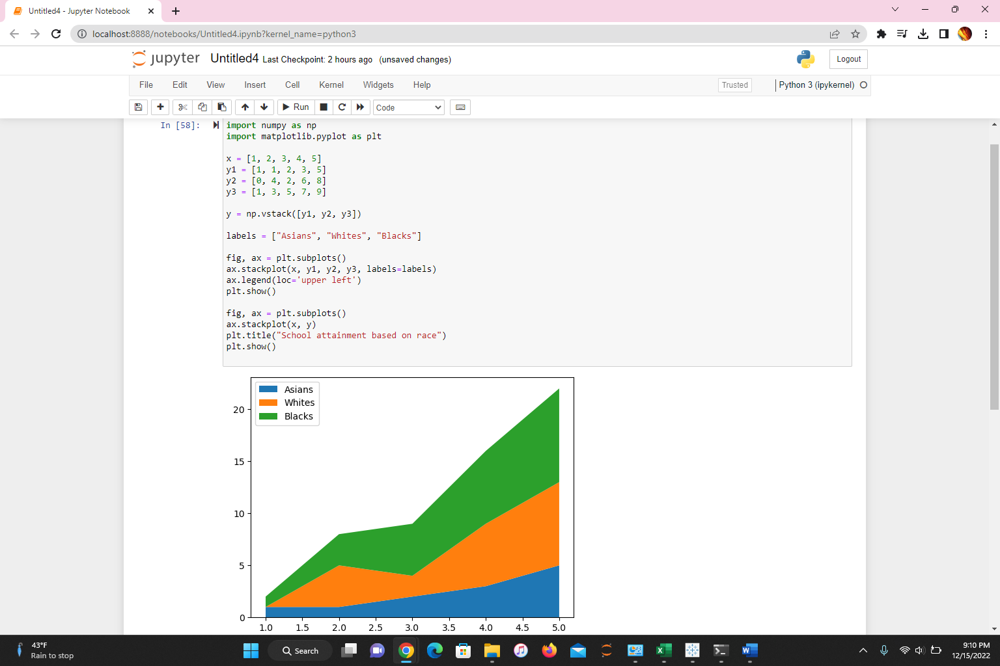 Untitled4 - Jupyter Notebook
localhost:8888/notebooks/Untitled4.ipynb?kernel_name=python3
jupyter Untitled4 Last Checkpoint: 2 hours ago (unsaved changes)
Logout
File Edit View Insert Cell Kernel Widgets Help
Trusted
Python 3 (ipykernel)
Run
Code
In [58]:
import numpy as np
import matplotlib.pyplot as plt
x = [1, 2, 3, 4, 5]
y1 = [1, 1, 2, 3, 5]
y2 = [0, 4, 2, 6, 8]
y3 = [1, 3, 5, 7, 9]
y = np.vstack([y1, y2, y3])
labels = ["Asians", "Whites", "Blacks"]
fig, ax = plt.subplots()
ax.stackplot(x, y1, y2, y3, labels=labels)
ax.legend(loc='upper left')
plt.show()
fig, ax = plt.subplots()
ax.stackplot(x, y)
plt.title("School attainment based on race")
plt.show()
Asians
Whites
Blacks
20
15
10
5
0
1.0 1.5 2.0 2.5 3.0 3.5 4.0 4.5 5.0
43°F
Rain to stop
Search
9:10 PM
12/15/2022